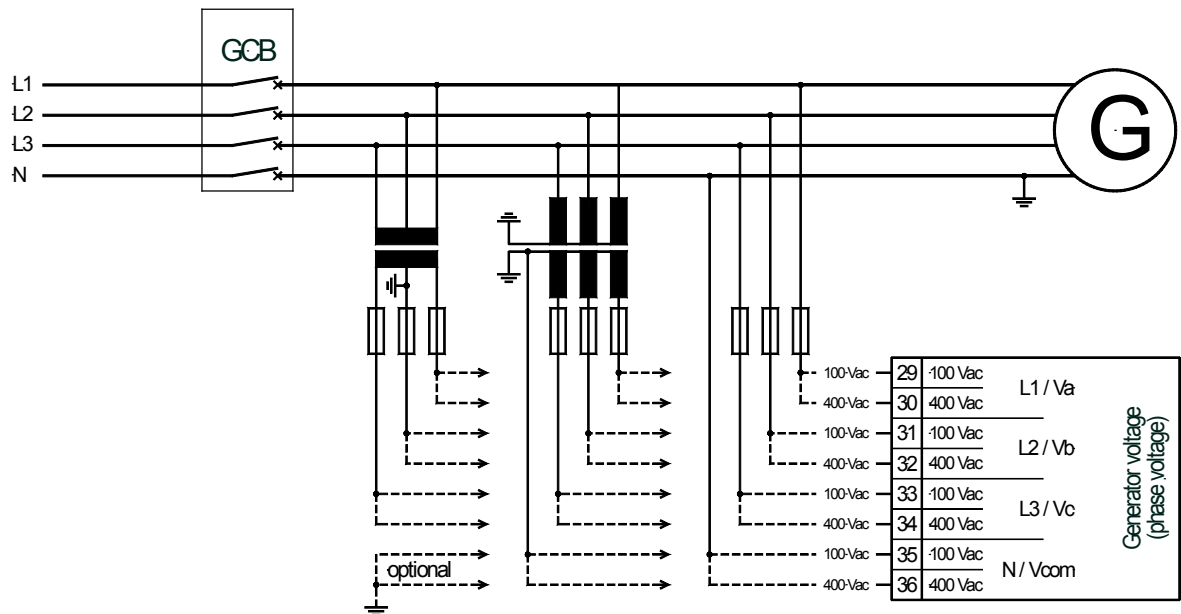 GCB
L1
L2
L3
N
G
100 Vac 29 100 Vac
L1 / Va
400 Vac 30 400 Vac
100 Vac 31 100 Vac
L2 / Vb
400 Vac 32 400 Vac
100 Vac 33 100 Vac
L3 / Vc
400 Vac 34 400 Vac
100 Vac 35 100 Vac
N / Vcom
400 Vac 36 400 Vac
optional
Generator voltage
(phase voltage)